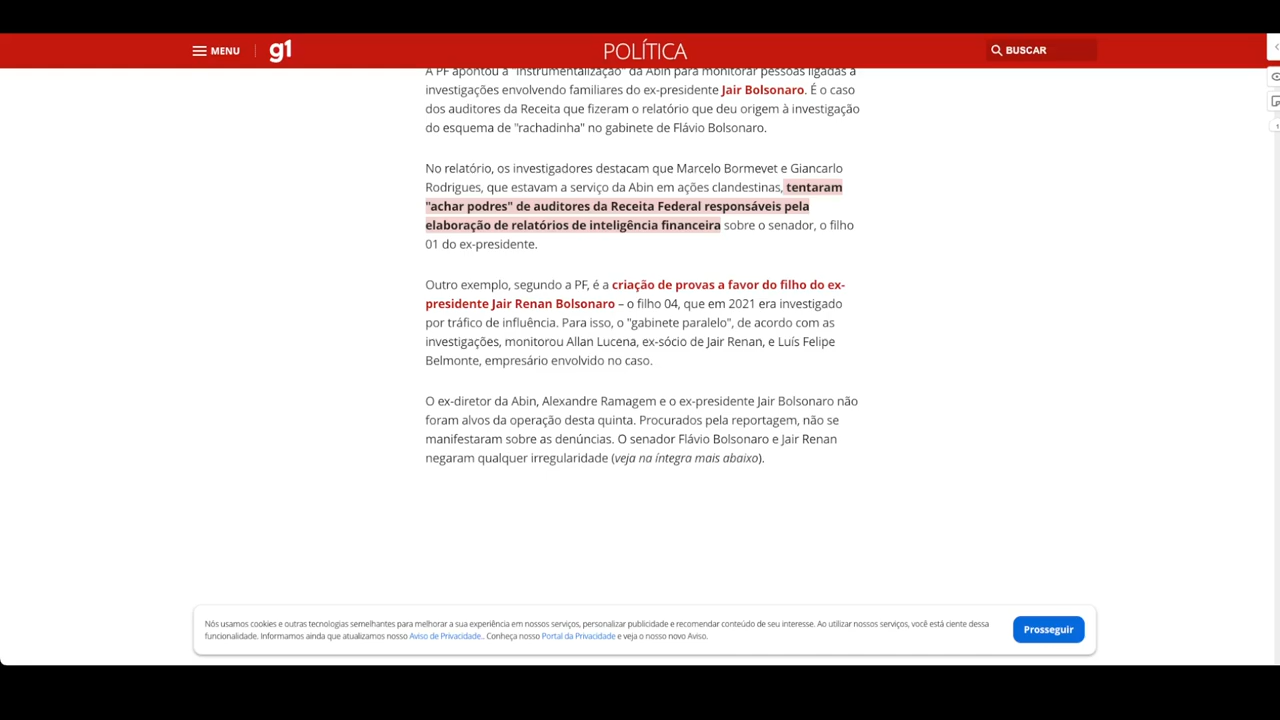 MENU
g1
POLÍTICA
BUSCAR
A PF apontou a "instrumentalização" da Abin para monitorar pessoas ligadas a
investigações envolvendo familiares do ex-presidente Jair Bolsonaro. É o caso
dos auditores da Receita que fizeram o relatório que deu origem à investigação
do esquema de "rachadinha" no gabinete de Flávio Bolsonaro.
No relatório, os investigadores destacam que Marcelo Bormevet e Giancarlo
Rodrigues, que estavam a serviço da Abin em ações clandestinas, tentaram
"achar podres" de auditores da Receita Federal responsáveis pela
elaboração de relatórios de inteligência financeira sobre o senador, o filho
01 do ex-presidente.
Outro exemplo, segundo a PF, é a criação de provas a favor do filho do ex-
presidente Jair Renan Bolsonaro – o filho 04, que em 2021 era investigado
por tráfico de influência. Para isso, o "gabinete paralelo", de acordo com as
investigações, monitorou Allan Lucena, ex-sócio de Jair Renan, e Luís Felipe
Belmonte, empresário envolvido no caso.
O ex-diretor da Abin, Alexandre Ramagem e o ex-presidente Jair Bolsonaro não
foram alvos da operação desta quinta. Procurados pela reportagem, não se
manifestaram sobre as denúncias. O senador Flávio Bolsonaro e Jair Renan
negaram qualquer irregularidade (veja na íntegra mais abaixo).
Nós usamos cookies e outras tecnologias semelhantes para melhorar a sua experiência em nossos serviços, personalizar publicidade e recomendar conteúdo de seu interesse. Ao utilizar nossos serviços, você está ciente dessa
funcionalidade. Informamos ainda que atualizamos nosso Aviso de Privacidade.. Conheça nosso Portal da Privacidade e veja o nosso novo Aviso.
Prosseguir